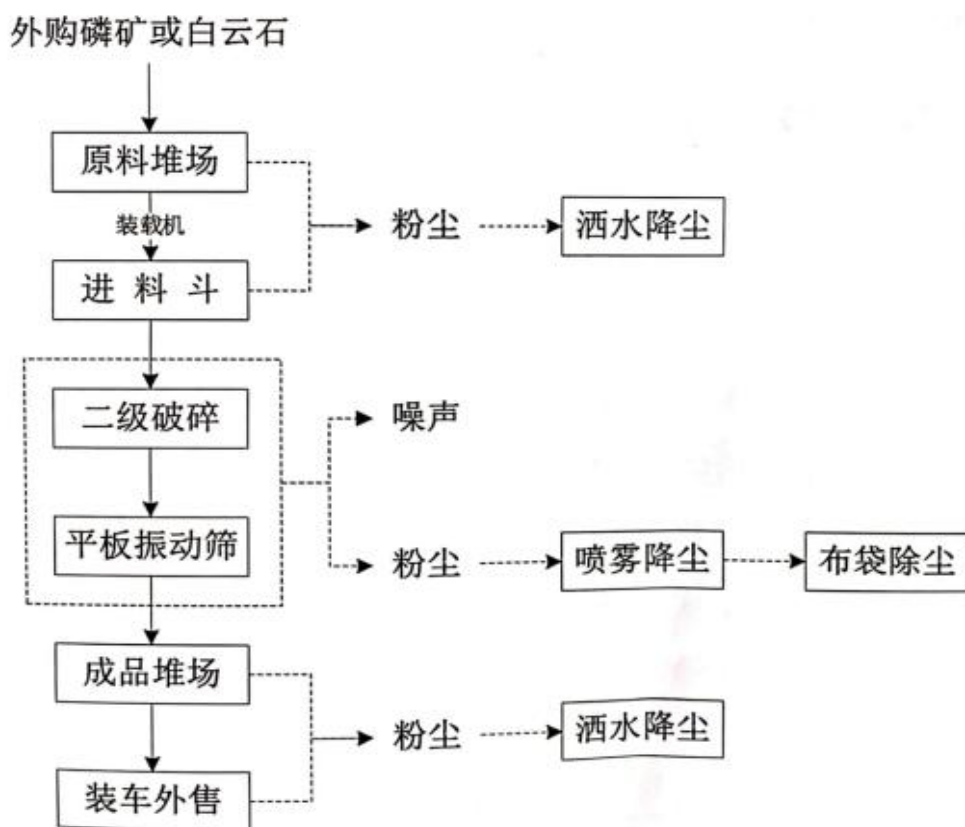 外购磷矿或白云石
原料堆场
装载机
粉尘
洒水降尘
进 料 斗
二级破碎
噪声
平板振动筛
粉尘
喷雾降尘
布袋除尘
成品堆场
粉尘
洒水降尘
装车外售